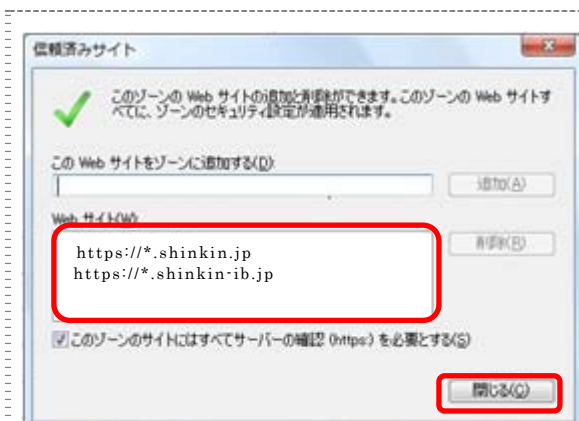 信頼済みサイト
このゾーンの Web サイトの追加と削除ができます。このゾーンの Web サイトす
べてに、ゾーンのセキュリティ設定が適用されます。
この Web サイトをゾーンに追加する(D):
追加(A)
Web サイト(W):
削除(R)
https://*.shinkin.jp
https://*.shinkin-ib.jp
このゾーンのサイトにはすべてサーバーの確認 (https:) を必要とする(S)
閉じる(C)